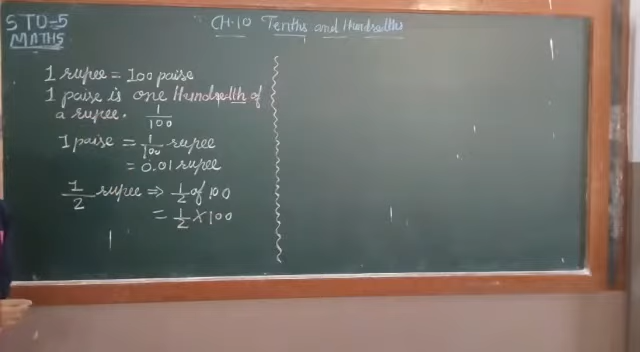 STD-5
MATHS
CH-10 Tenths and Hundredths
1 rupee = 100 paise
1 paise is one Hundredth of
a rupee. 1/100
1 paise = 1/100 rupee
= 0.01 rupee
1/2 rupee ⇒ 1/2 of 100
= 1/2 × 100